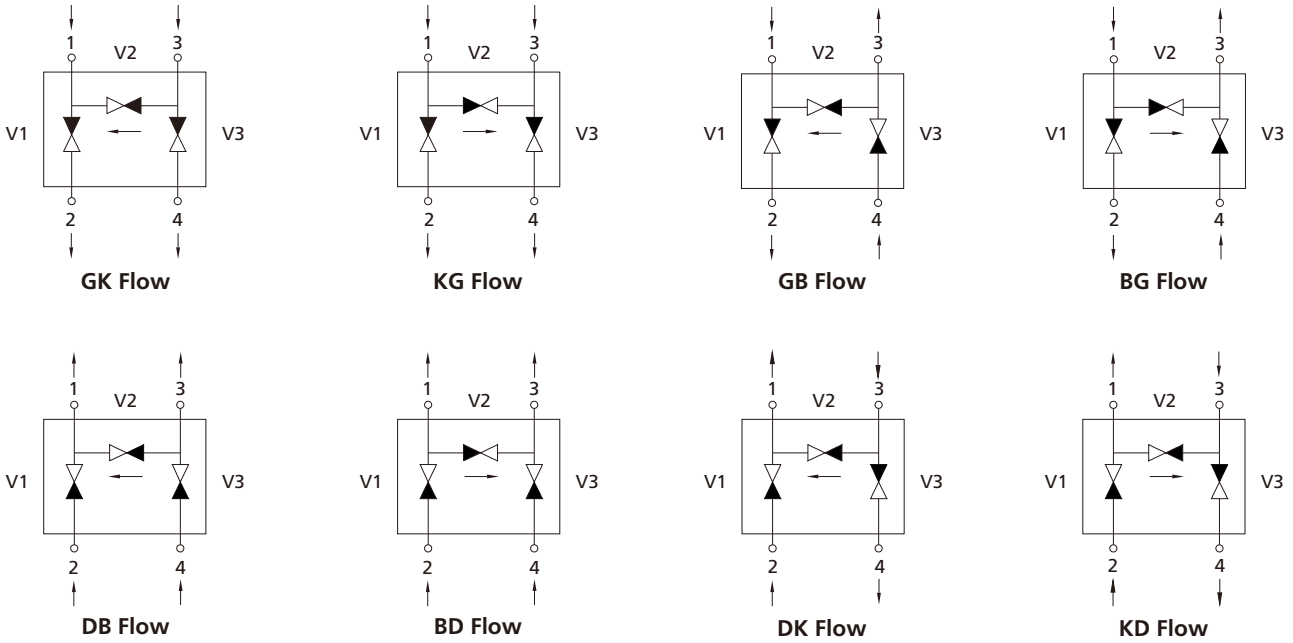 1 3
V2
V1 V3
2 4
GK Flow
1 3
V2
V1 V3
2 4
KG Flow
1 3
V2
V1 V3
2 4
GB Flow
1 3
V2
V1 V3
2 4
BG Flow
1 3
V2
V1 V3
2 4
DB Flow
1 3
V2
V1 V3
2 4
BD Flow
1 3
V2
V1 V3
2 4
DK Flow
1 3
V2
V1 V3
2 4
KD Flow